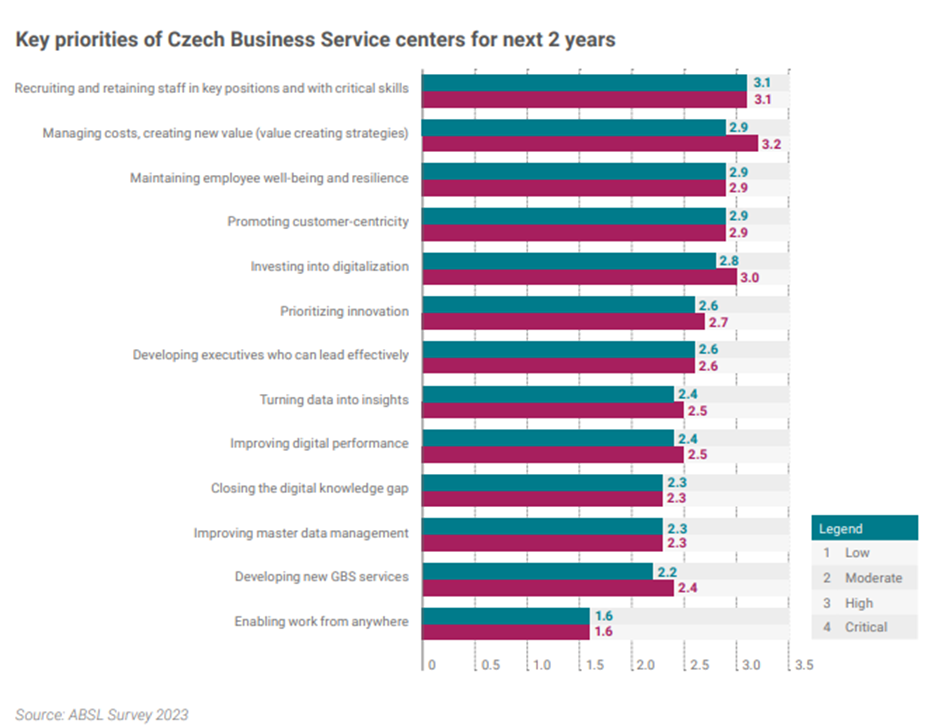 Key priorities of Czech Business Service centers for next 2 years
Recruiting and retaining staff in key positions and with critical skills
3.1
3.1
Managing costs, creating new value (value creating strategies)
2.9
3.2
Maintaining employee well-being and resilience
2.9
2.9
Promoting customer-centricity
2.9
2.9
Investing into digitalization
2.8
3.0
Prioritizing innovation
2.6
2.7
Developing executives who can lead effectively
2.6
2.6
Turning data into insights
2.4
2.5
Improving digital performance
2.4
2.5
Closing the digital knowledge gap
2.3
2.3
Improving master data management
2.3
2.3
Developing new GBS services
2.2
2.4
Enabling work from anywhere
1.6
1.6
0 0.5 1.0 1.5 2.0 2.5 3.0 3.5
Legend
1 Low
2 Moderate
3 High
4 Critical
Source: ABSL Survey 2023